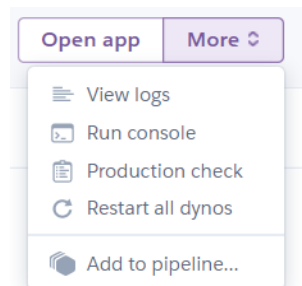 Open app More
View logs
Run console
Production check
Restart all dynos
Add to pipeline...